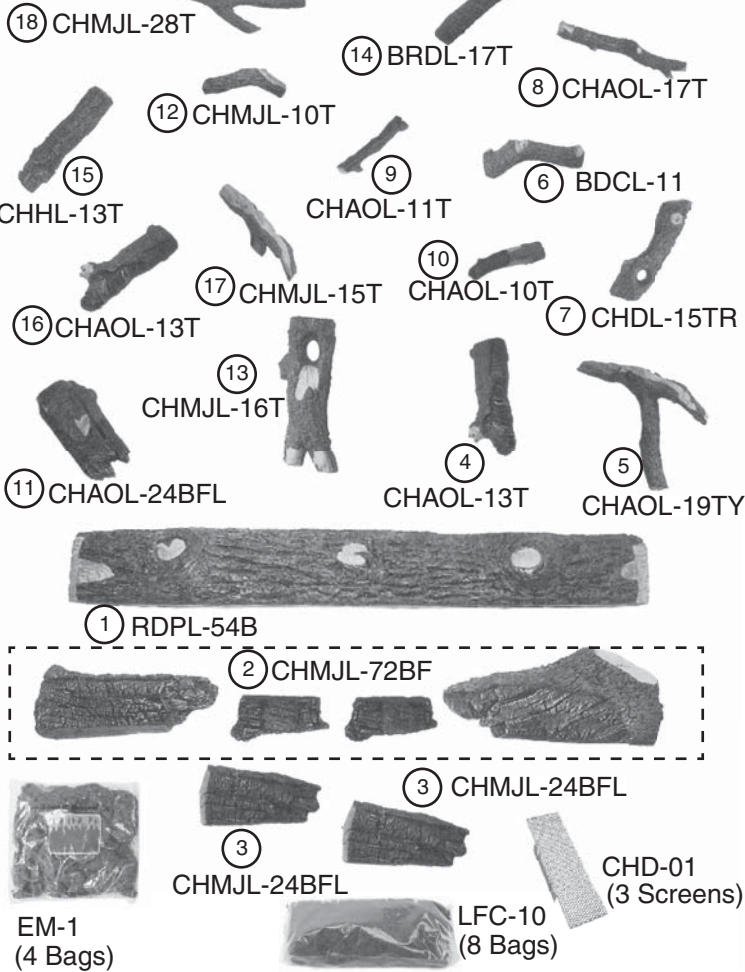 18 CHMJL-28T
14 BRDL-17T
8 CHAOL-17T
12 CHMJL-10T
15
CHHL-13T
9
CHAOL-11T
6 BDCL-11
16 CHAOL-13T
17 CHMJL-15T
10
CHAOL-10T
7 CHDL-15TR
13
CHMJL-16T
11 CHAOL-24BFL
4
CHAOL-13T
5
CHAOL-19TY
1 RDPL-54B
2 CHMJL-72BF
3 CHMJL-24BFL
3
CHMJL-24BFL
EM-1
(4 Bags)
LFC-10
(8 Bags)
CHD-01
(3 Screens)